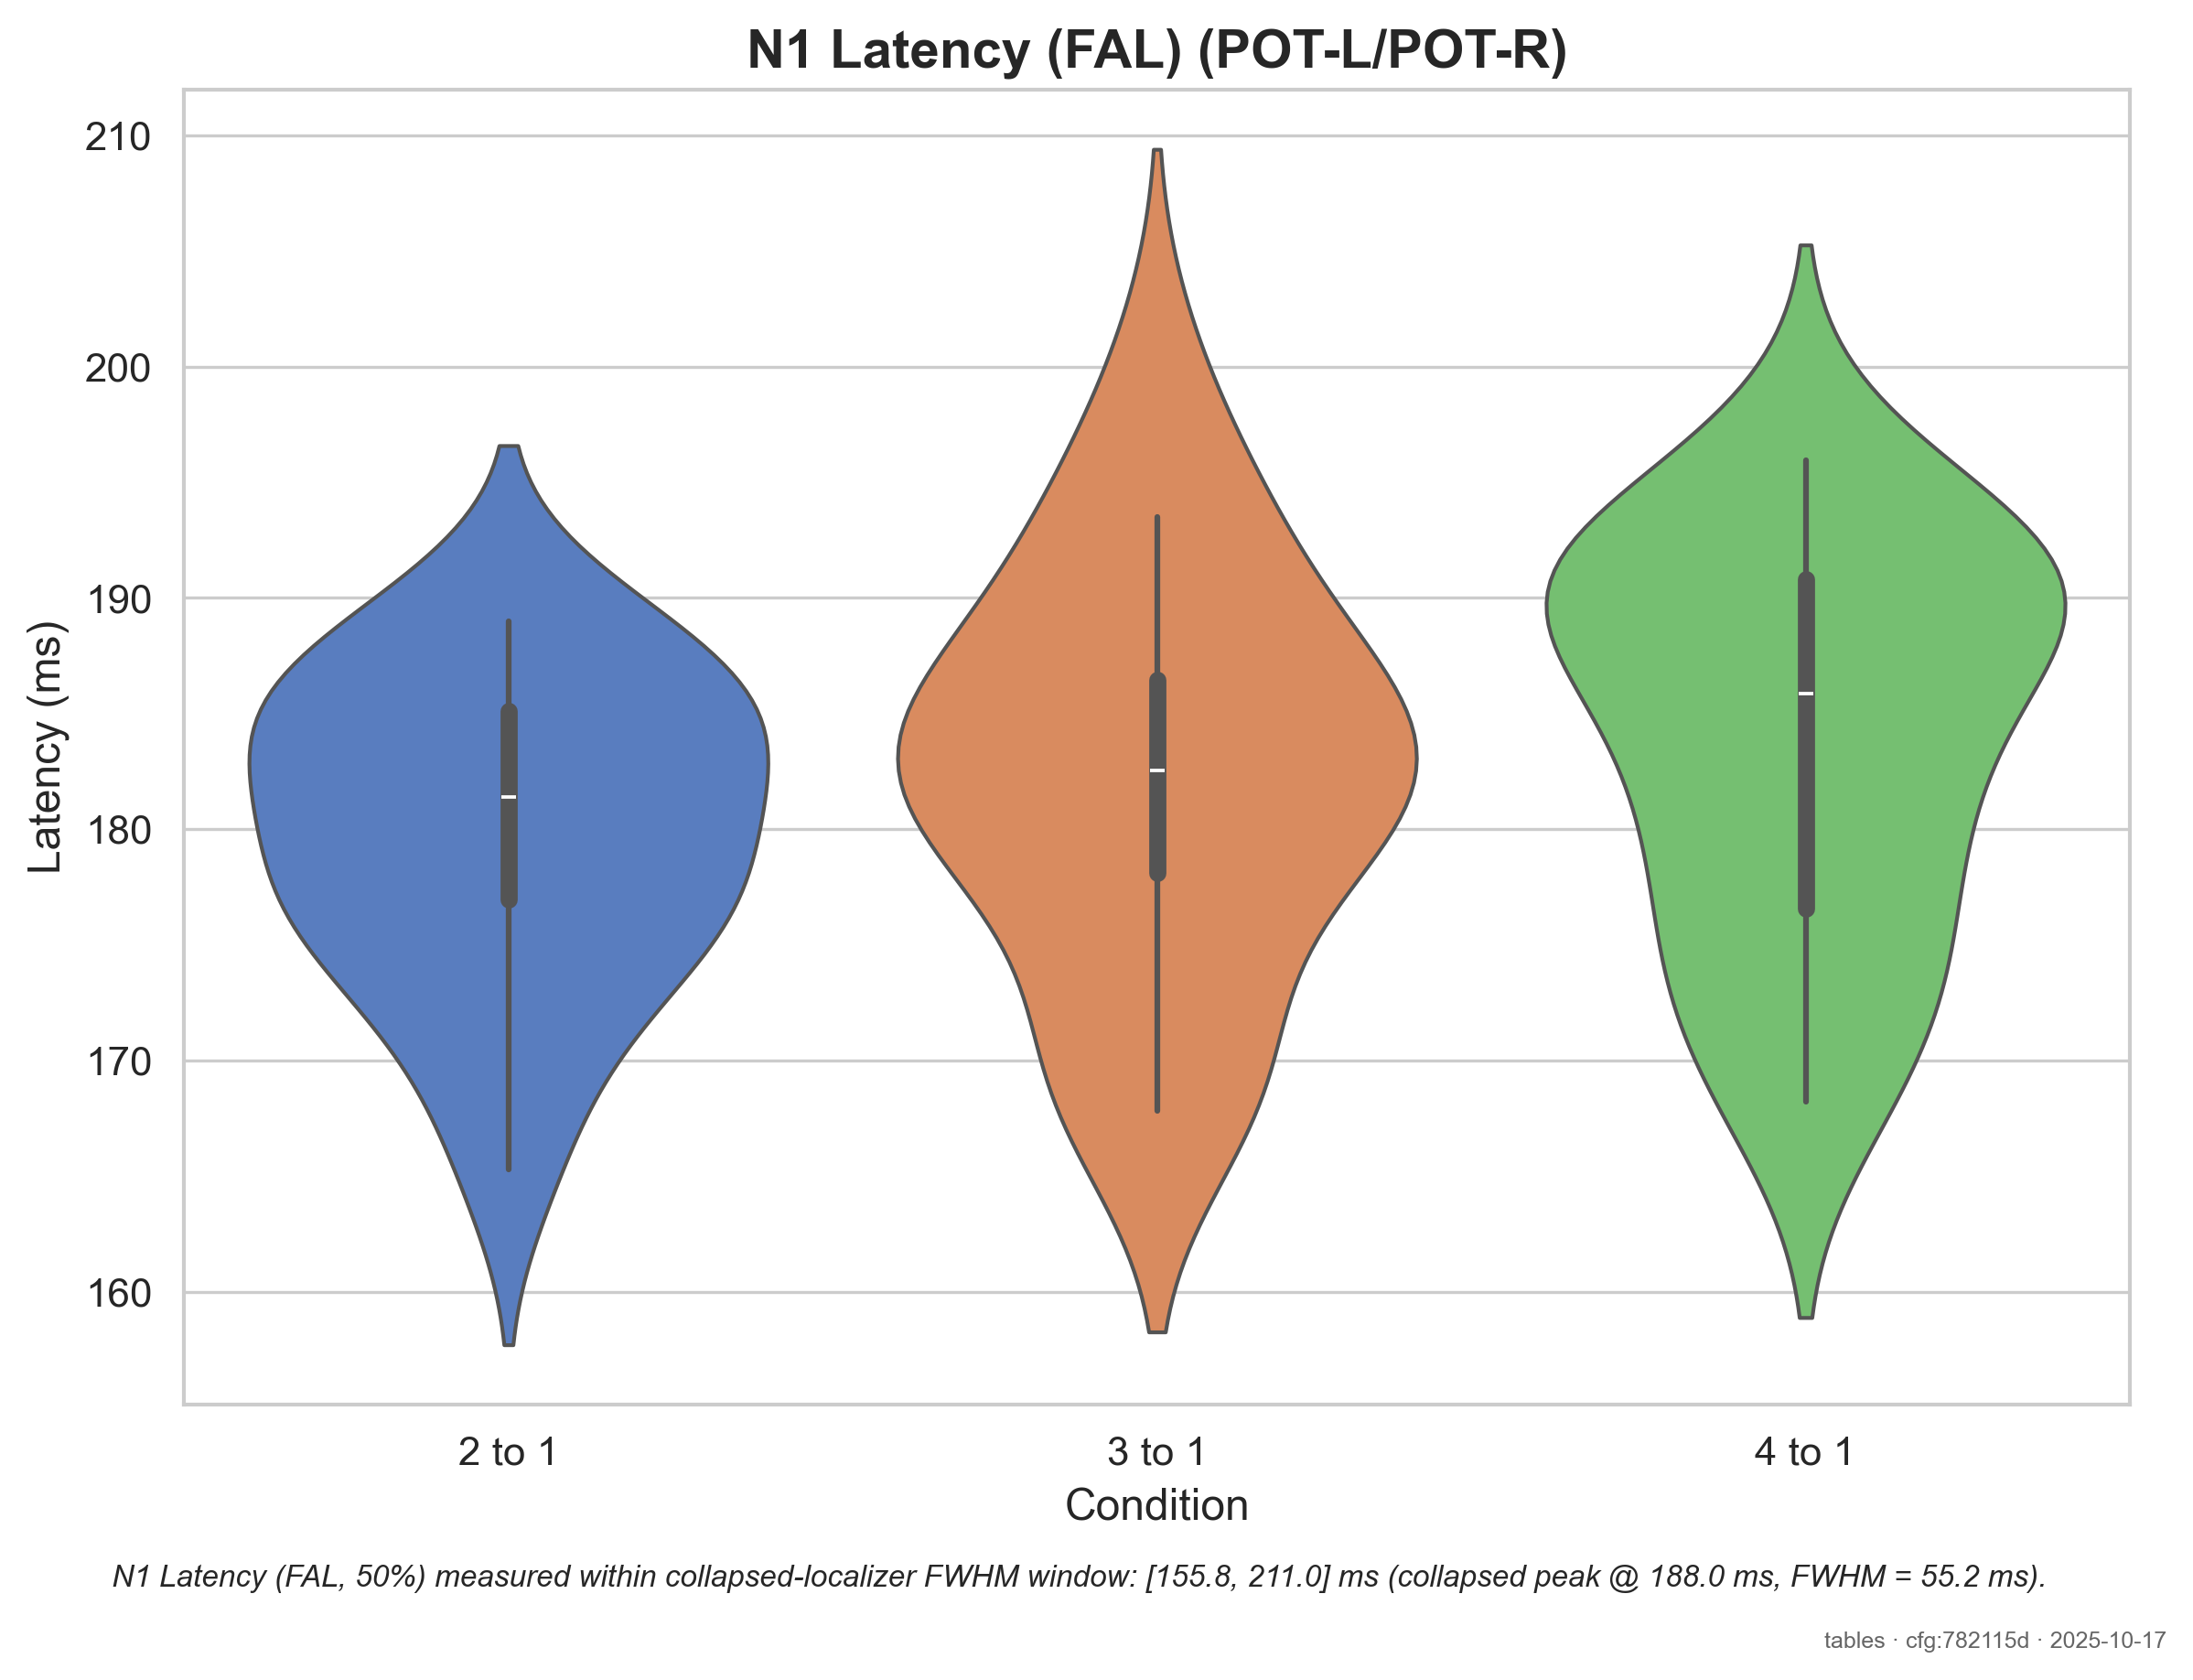 N1 Latency (FAL) (POT-L/POT-R)
210
200
190
180
170
160
Latency (ms)
2 to 1
3 to 1
4 to 1
Condition
N1 Latency (FAL, 50%) measured within collapsed-localizer FWHM window: [155.8, 211.0] ms (collapsed peak @ 188.0 ms, FWHM = 55.2 ms).
tables · cfg:782115d · 2025-10-17